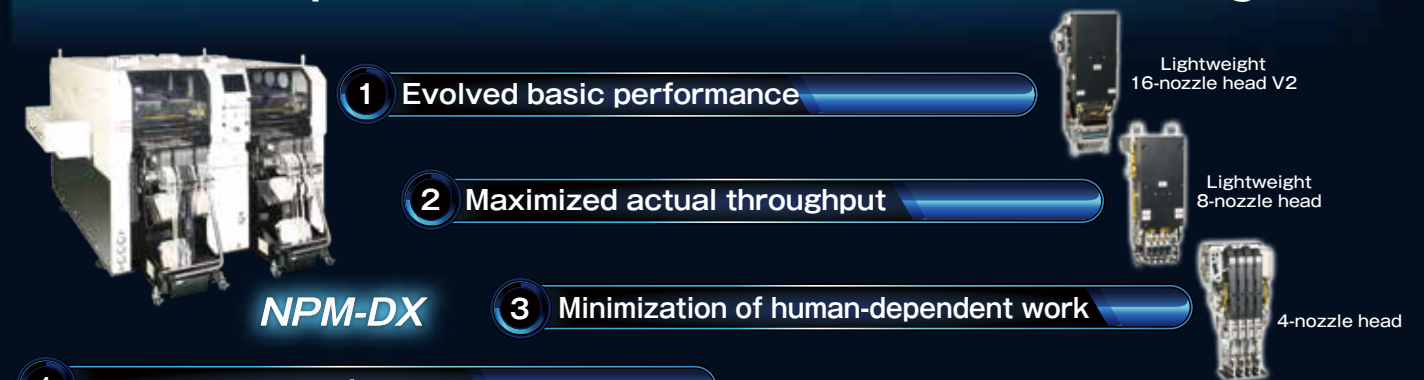 1 Evolved basic performance
Lightweight
16-nozzle head V2
2 Maximized actual throughput
Lightweight
8-nozzle head
NPM-DX
3 Minimization of human-dependent work
4-nozzle head